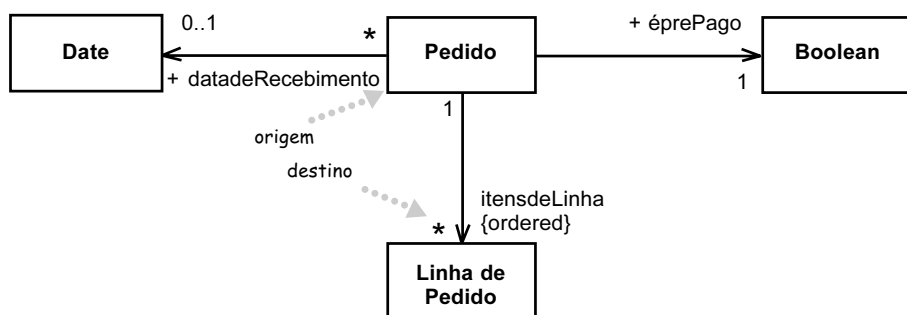 0..1
*
+ éprePago
Date
Pedido
Boolean
+ datadeRecebimento
1
1
origem
destino
itensdeLinha
{ordered}
*
Linha de
Pedido